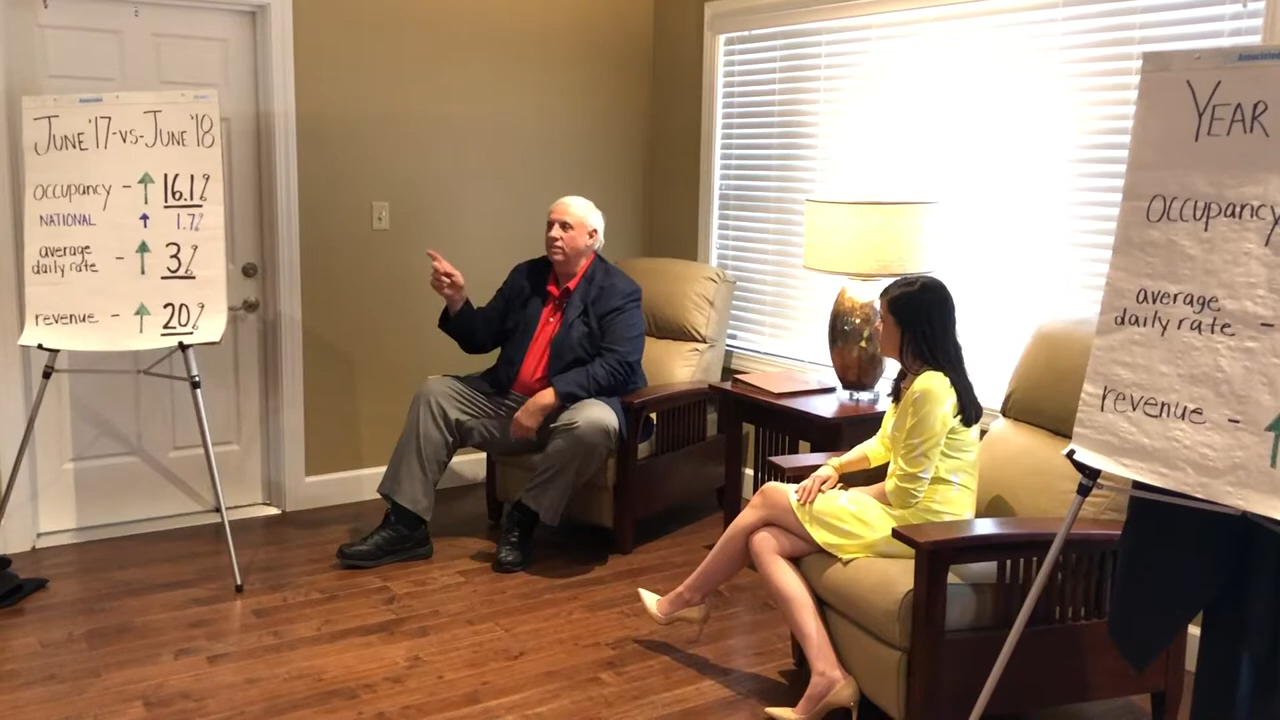 JUNE '17-VS-JUNE '18
occupancy - ↑ 16.1%
NATIONAL ↑ 1.7%
average
daily rate - ↑ 3%
revenue - ↑ 20%
YEAR
occupancy
average
daily rate -
revenue - ↑